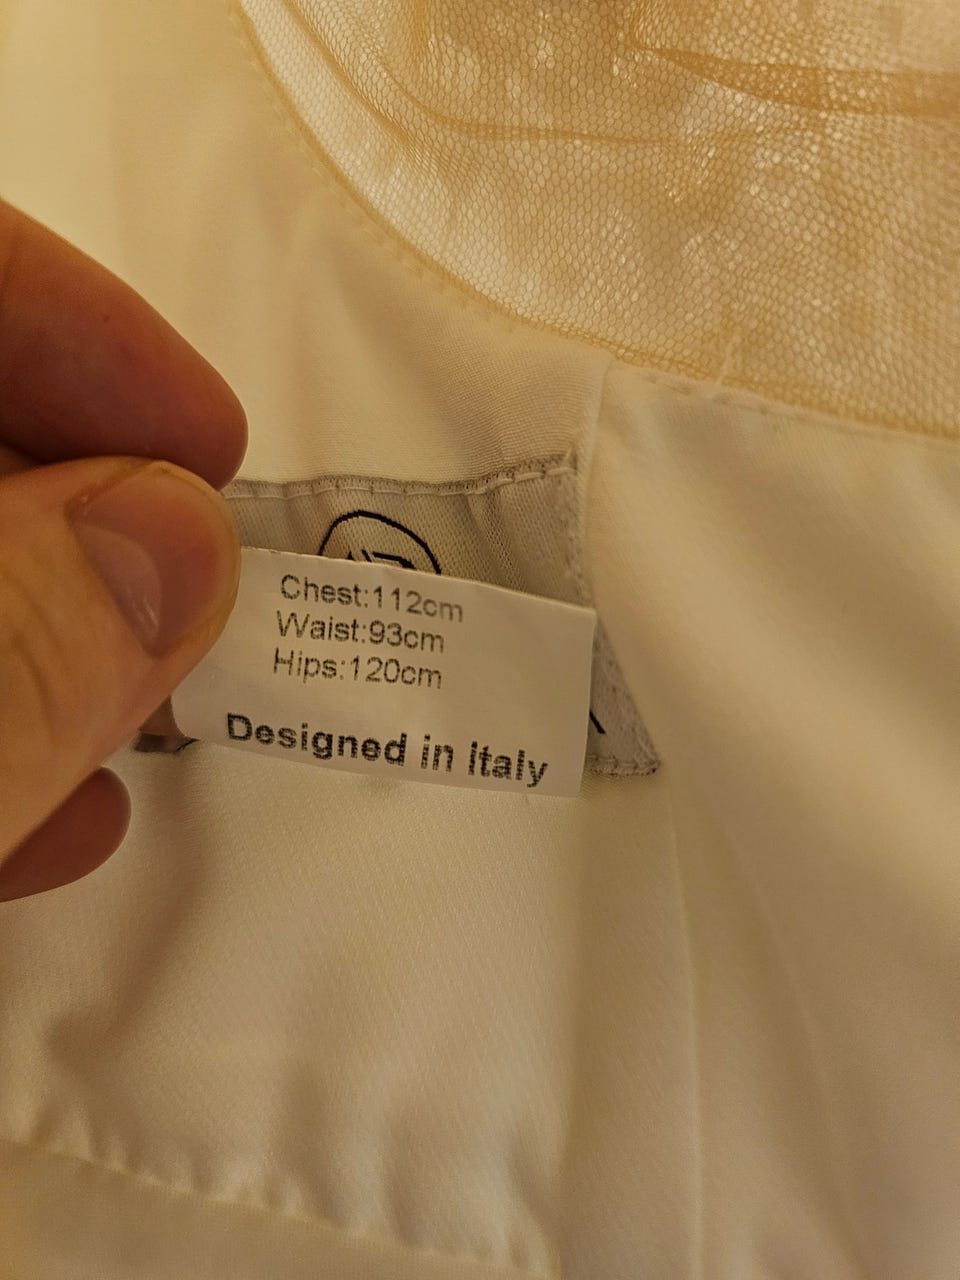 Chest:112cm
Waist:93cm
Hips:120cm
Designed in Italy